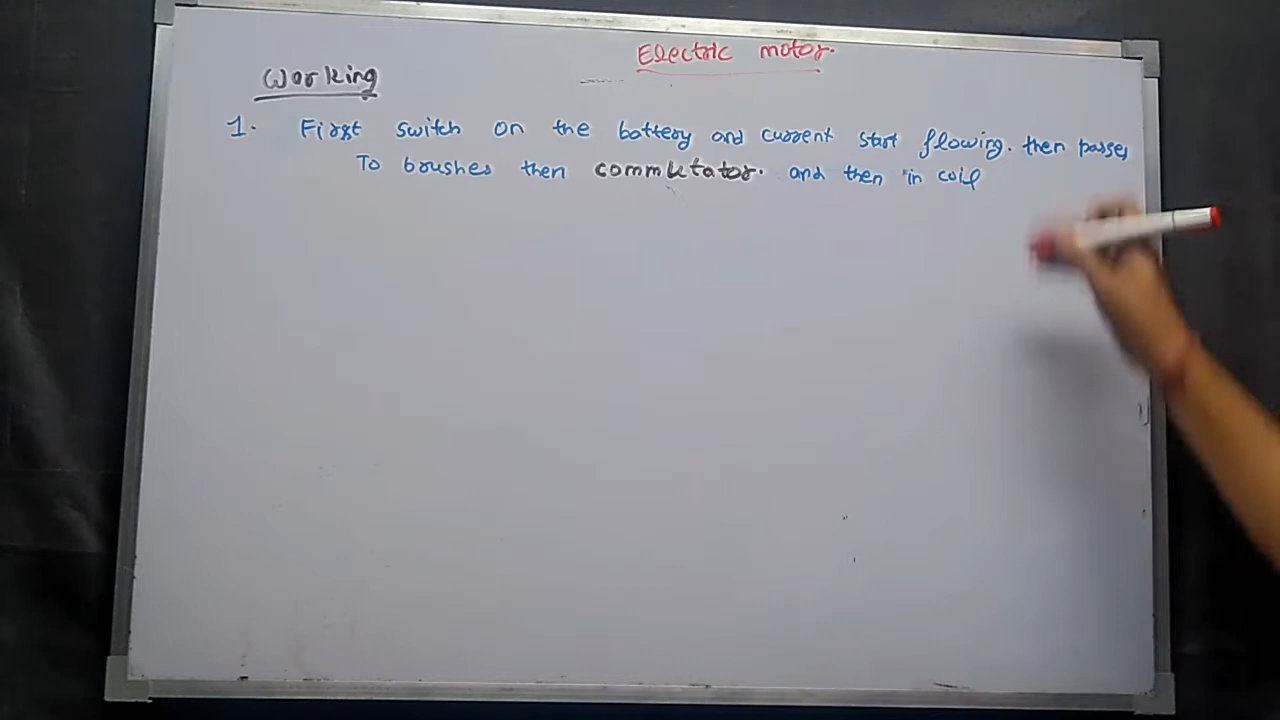 Electric motor.
Working
1. First switch on the battery and current start flowing. then passes
To brushes then commutator. and then in coil